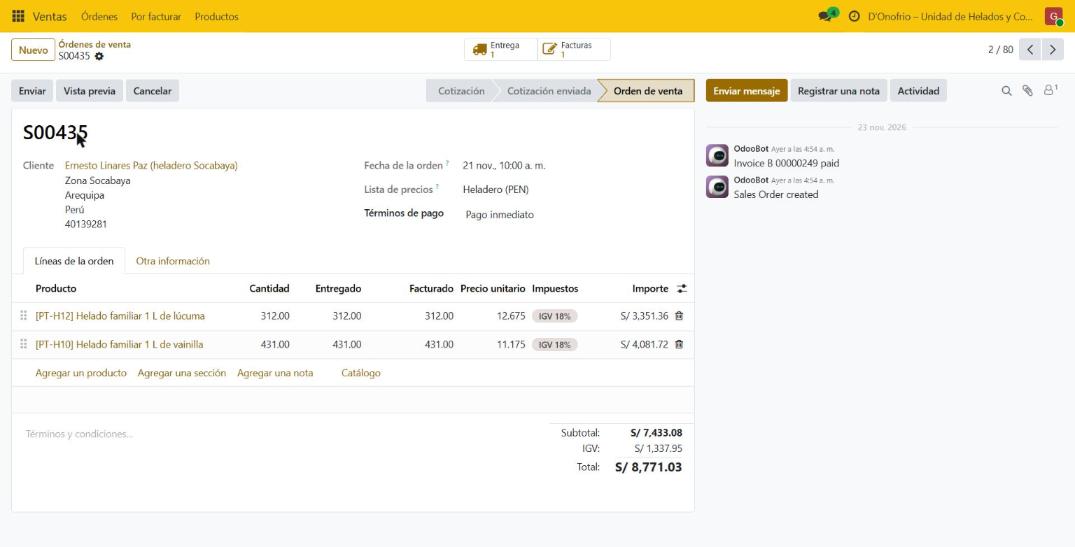 Ventas Órdenes Por facturar Productos 4 D'Onofrio – Unidad de Helados y Co... G
Nuevo Órdenes de venta
S00435
Entrega
1
Facturas
1
2 / 80
Enviar Vista previa Cancelar Cotización Cotización enviada Orden de venta Enviar mensaje Registrar una nota Actividad 1
S00435
Cliente Ernesto Linares Paz (heladero Socabaya)
Zona Socabaya
Arequipa
Perú
40139281
Fecha de la orden ? 21 nov., 10:00 a. m.
Lista de precios ? Heladero (PEN)
Términos de pago Pago inmediato
Líneas de la orden Otra información
Producto Cantidad Entregado Facturado Precio unitario Impuestos Importe
[PT-H12] Helado familiar 1 L de lúcuma 312.00 312.00 312.00 12.675 IGV 18% S/ 3,351.36
[PT-H10] Helado familiar 1 L de vainilla 431.00 431.00 431.00 11.175 IGV 18% S/ 4,081.72
Agregar un producto Agregar una sección Agregar una nota Catálogo
Términos y condiciones...
Subtotal: S/ 7,433.08
IGV: S/ 1,337.95
Total: S/ 8,771.03
23 nov. 2026
OdooBot Ayer a las 4:54 a. m.
Invoice B 00000249 paid
OdooBot Ayer a las 4:54 a. m.
Sales Order created